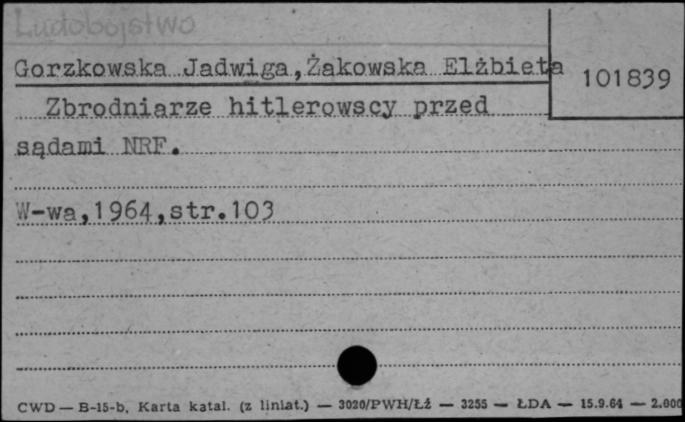 Ludobójstwo
Gorzkowska Jadwiga,Żakowska Elżbieta
101839
Zbrodniarze hitlerowscy przed
sądami NRF.
W-wa,1964,str.103
CWD — B-15-b, Karta katal. (z liniat.) — 3020/PWH/Łż — 3255 — ŁDA — 15.9.64 — 2.000